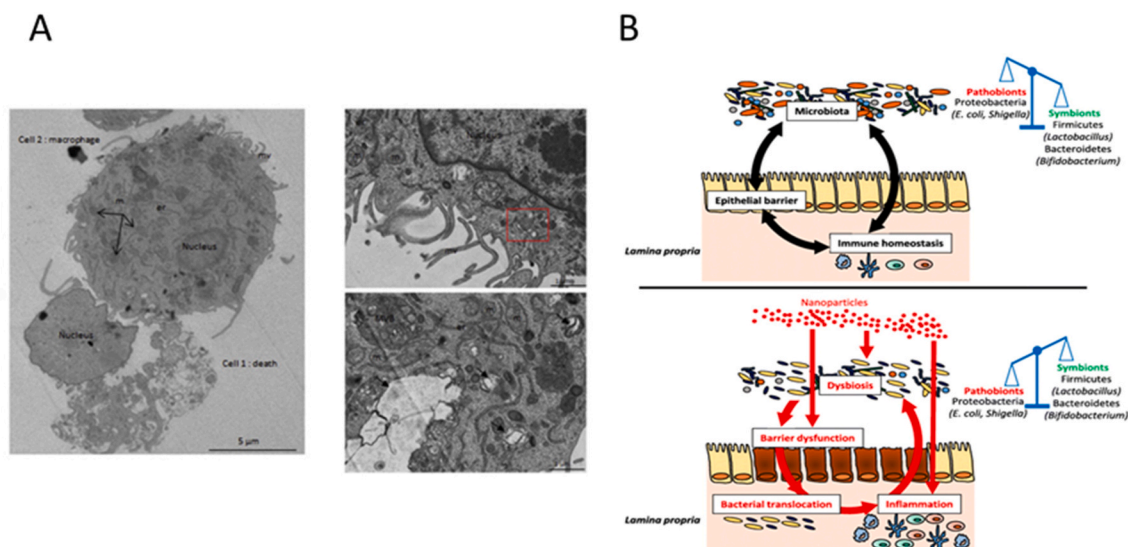 A
B
Cell 2 : macrophage
m
er
Nucleus
Nucleus
Cell 1 : death
5 μm
Microbiota
Pathobionts
Proteobacteria
(E. coli, Shigella)
Symbionts
Firmicutes
(Lactobacillus)
Bacteroidetes
(Bifidobacterium)
Epithelial barrier
Immune homeostasis
Lamina propria
Nanoparticles
Dysbiosis
Pathobionts
Proteobacteria
(E. coli, Shigella)
Symbionts
Firmicutes
(Lactobacillus)
Bacteroidetes
(Bifidobacterium)
Barrier dysfunction
Bacterial translocation
Inflammation
Lamina propria